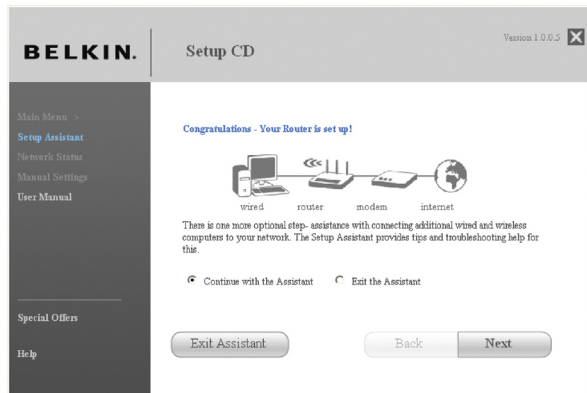 BELKIN.
Setup CD
Version 1.0.0.5
Main Menu >
Setup Assistant
Network Status
Manual Settings
User Manual
Special Offers
Help
Congratulations - Your Router is set up!
wired router modem internet
There is one more optional step- assistance with connecting additional wired and wireless
computers to your network. The Setup Assistant provides tips and troubleshooting help for
this.
Continue with the Assistant Exit the Assistant
Exit Assistant Back Next